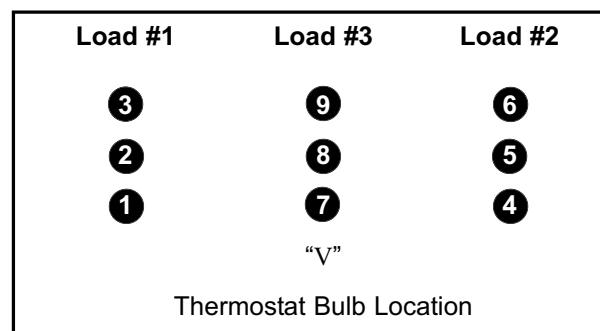 Load #1 Load #3 Load #2
3 9 6
2 8 5
1 7 4
“V”
Thermostat Bulb Location